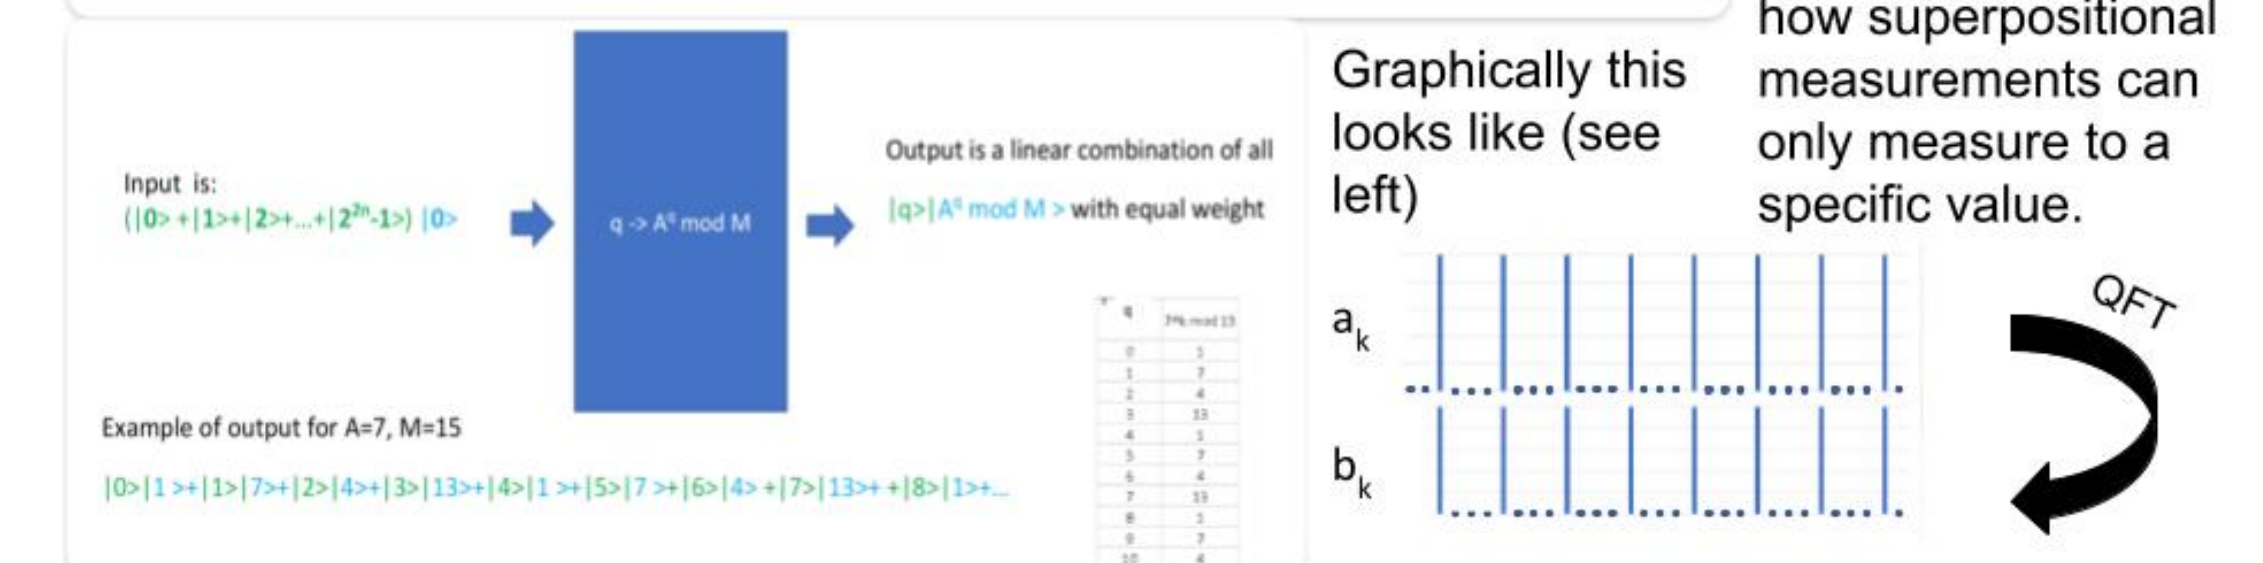 how superpositional
measurements can
only measure to a
specific value.
Graphically this
looks like (see
left)
Input is:
(|0> +|1>+|2>+...+|2²ⁿ-1>) |0>
q -> A^q mod M
Output is a linear combination of all
|q>|A^q mod M > with equal weight
Example of output for A=7, M=15
|0>|1 >+|1>|7>+|2>|4>+|3>|13>+|4>|1 >+|5>|7 >+|6>|4> +|7>|13>+ +|8>|1>+...
q
0 1
1 7
2 4
3 13
4 1
5 7
6 4
7 13
8 1
9 7
10 4
a_k
b_k
QFT